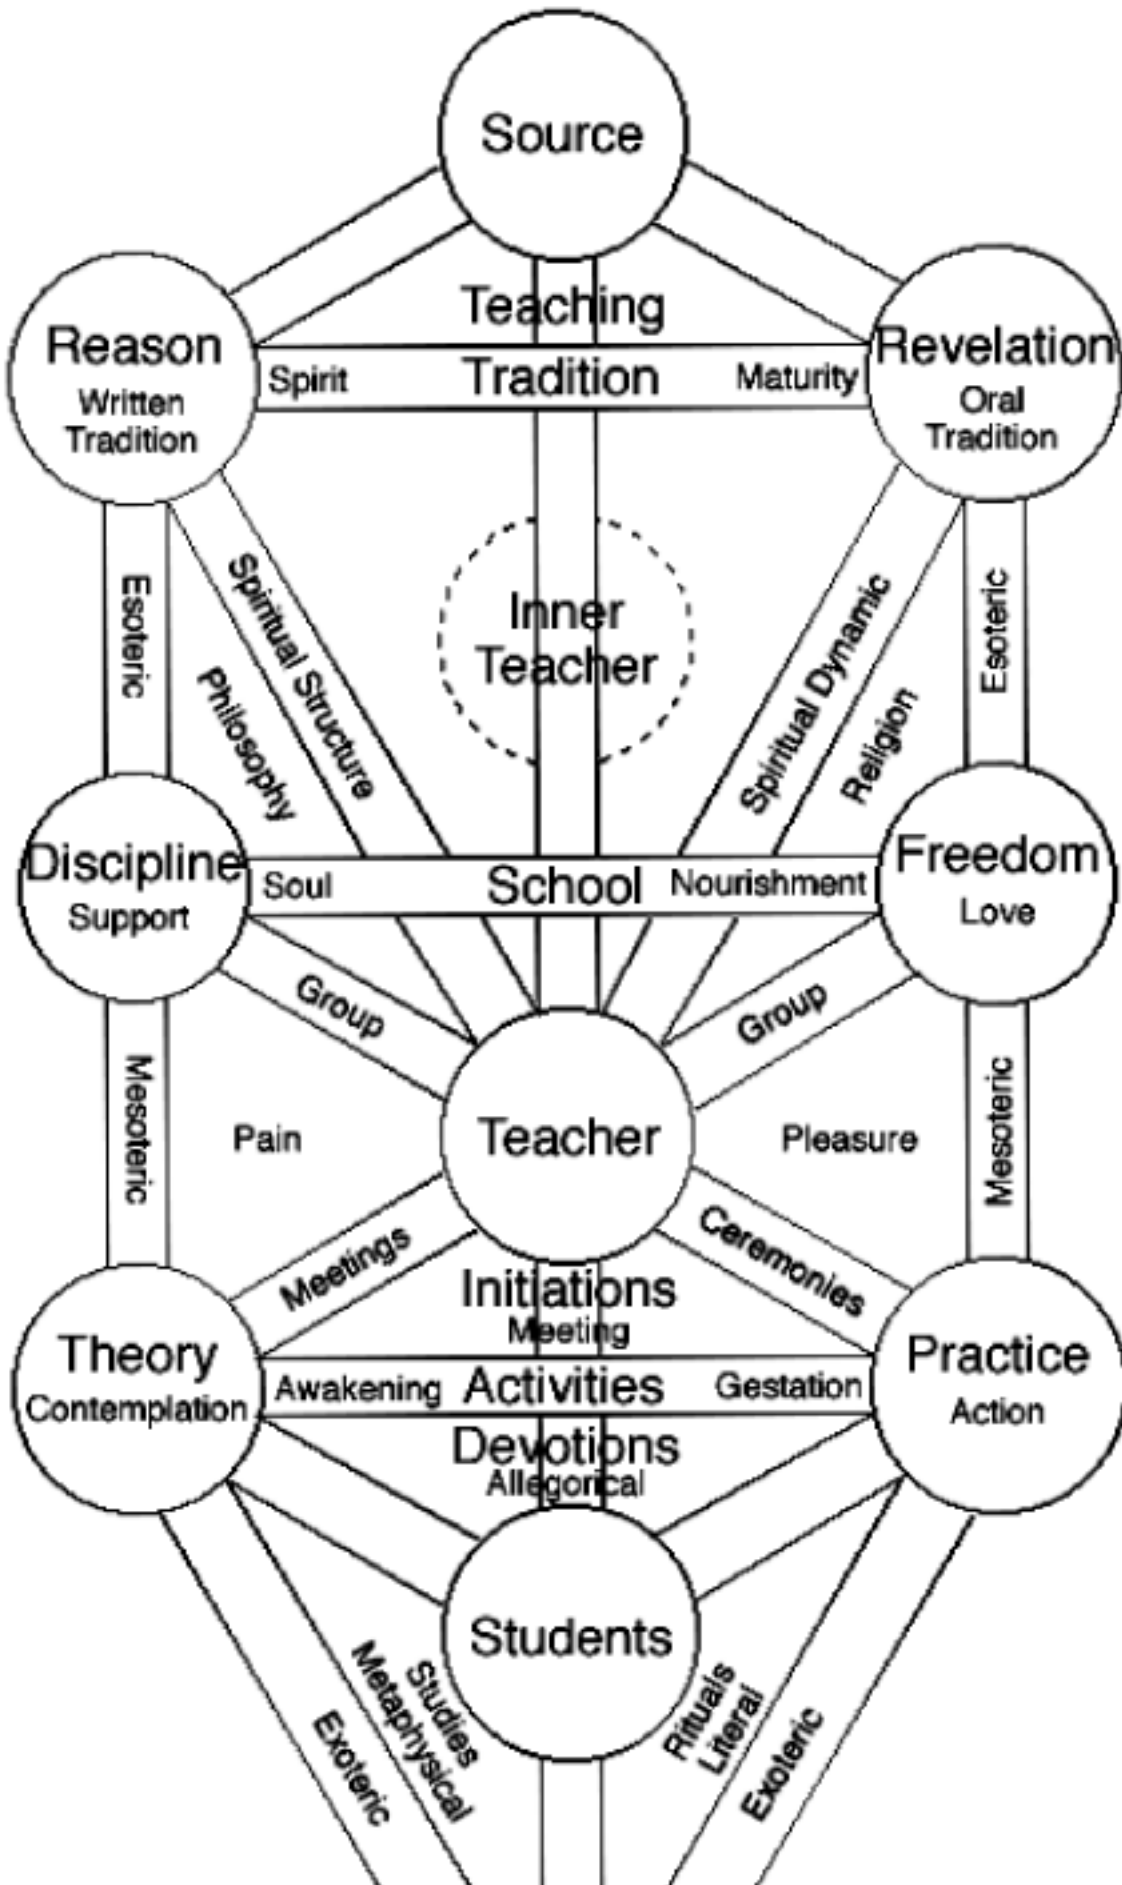 Source
Teaching
Reason
Written
Tradition
Spirit
Tradition
Maturity
Revelation
Oral
Tradition
Esoteric
Philosophy
Spiritual Structure
Inner
Teacher
Spiritual Dynamic
Religion
Esoteric
Discipline
Support
Soul
School
Nourishment
Freedom
Love
Group
Group
Mesoteric
Pain
Teacher
Pleasure
Mesoteric
Meetings
Ceremonies
Initiations
Meeting
Theory
Contemplation
Awakening
Activities
Gestation
Practice
Action
Devotions
Allegorical
Students
Exoteric
Metaphysical
Studies
Rituals
Literal
Exoteric